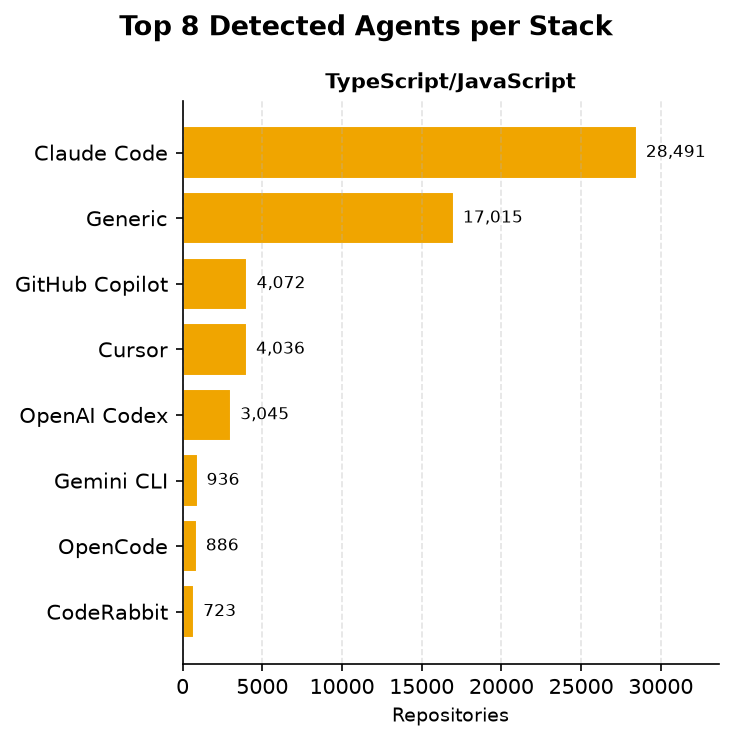 Top 8 Detected Agents per Stack
TypeScript/JavaScript
Claude Code 28,491
Generic 17,015
GitHub Copilot 4,072
Cursor 4,036
OpenAI Codex 3,045
Gemini CLI 936
OpenCode 886
CodeRabbit 723
0 5000 10000 15000 20000 25000 30000
Repositories